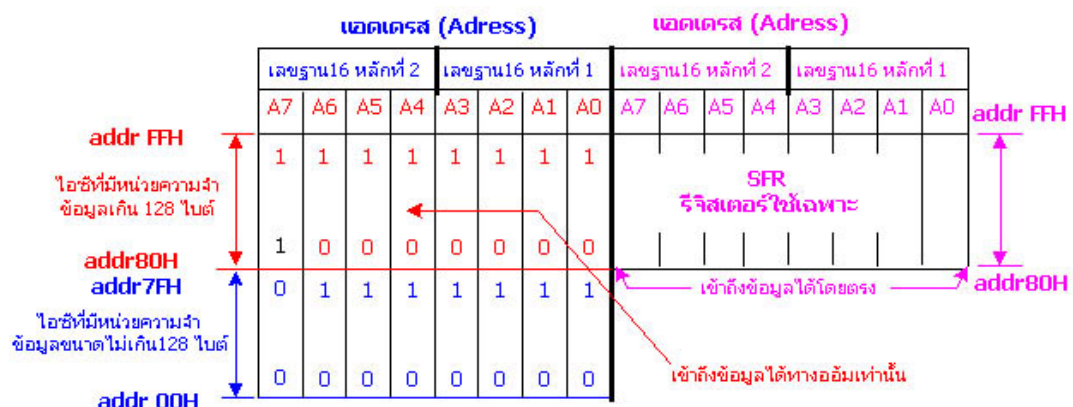 แอดเดรส (Adress) แอดเดรส (Adress)
เลขฐาน16 หลักที่ 2 เลขฐาน16 หลักที่ 1 เลขฐาน16 หลักที่ 2 เลขฐาน16 หลักที่ 1
A7 A6 A5 A4 A3 A2 A1 A0 A7 A6 A5 A4 A3 A2 A1 A0
addr FFH addr FFH
1 1 1 1 1 1 1 1
ไอซีที่มีหน่วยความจำ
ข้อมูลเกิน 128 ไบต์
SFR
รีจิสเตอร์ใช้เฉพาะ
1 0 0 0 0 0 0 0
addr80H addr80H
addr7FH
0 1 1 1 1 1 1 1
เข้าถึงข้อมูลได้โดยตรง
ไอซีที่มีหน่วยความจำ
ข้อมูลขนาดไม่เกิน128 ไบต์
เข้าถึงข้อมูลได้ทางออ้มเท่านั้น
0 0 0 0 0 0 0 0
addr 00H